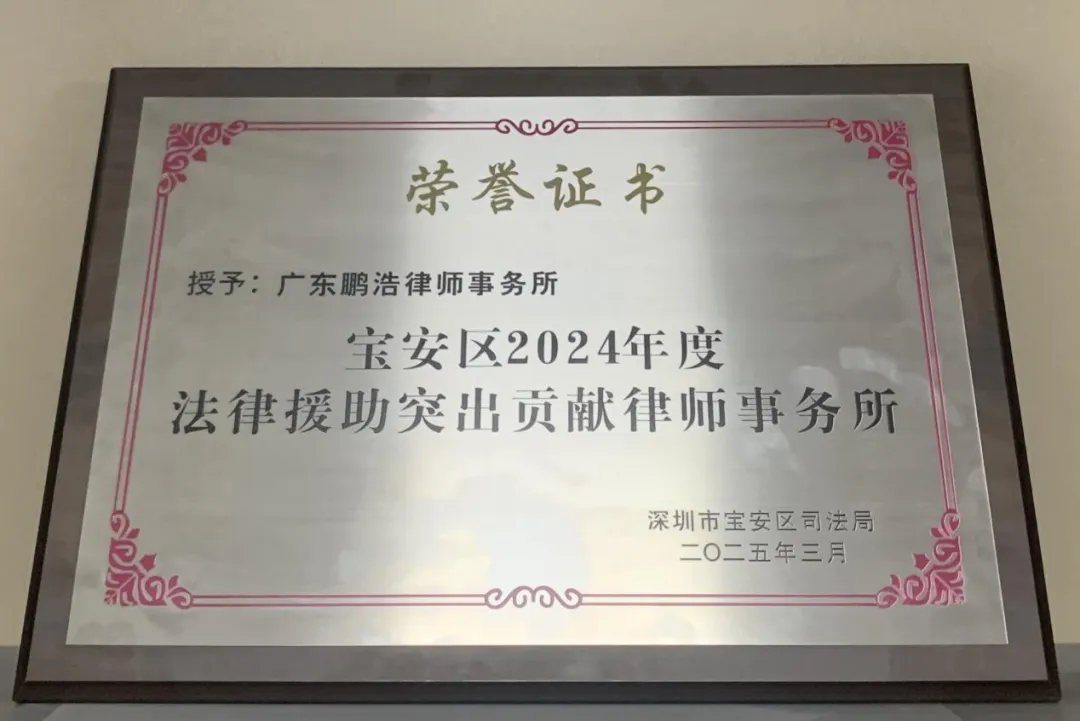 荣誉证书
授予：广东鹏浩律师事务所
宝安区2024年度
法律援助突出贡献律师事务所
深圳市宝安区司法局
二〇二五年三月